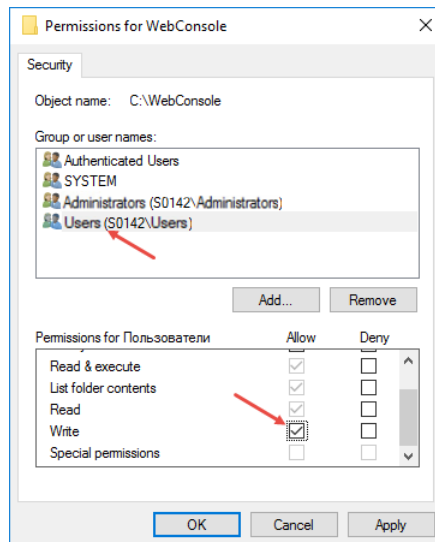 Permissions for WebConsole
Security
Object name: C:\WebConsole
Group or user names:
Authenticated Users
SYSTEM
Administrators (S0142\Administrators)
Users (S0142\Users)
Add... Remove
Permissions for Пользователи Allow Deny
Read & execute
List folder contents
Read
Write
Special permissions
OK Cancel Apply